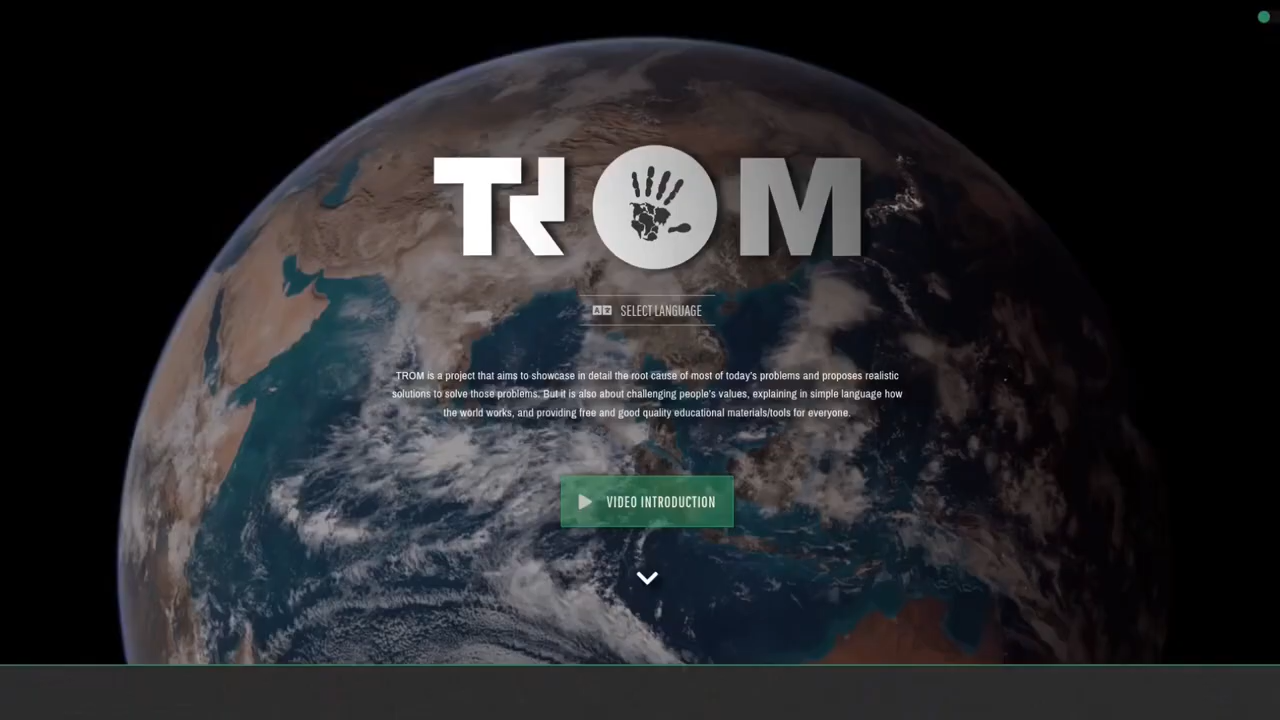 TROM
SELECT LANGUAGE
TROM is a project that aims to showcase in detail the root cause of most of today's problems and proposes realistic
solutions to solve those problems. But it is also about challenging people's values, explaining in simple language how
the world works, and providing free and good quality educational materials/tools for everyone.
VIDEO INTRODUCTION